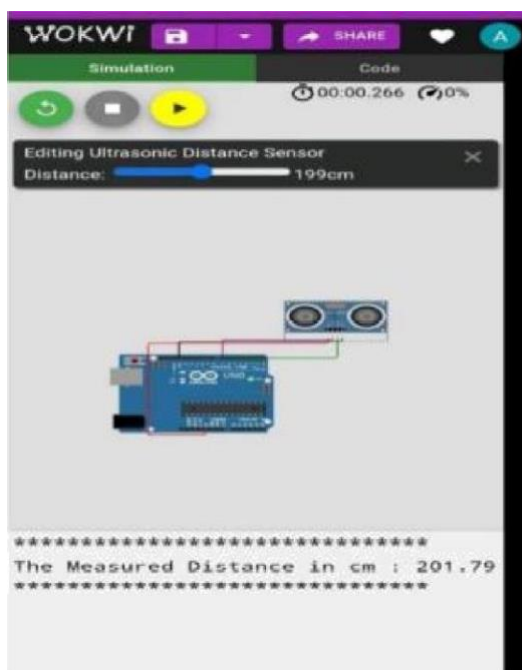 WOKWI SHARE A
Simulation Code
00:00.266 0%
Editing Ultrasonic Distance Sensor
Distance: 199cm
UNO
*******************************
The Measured Distance in cm : 201.79
*******************************